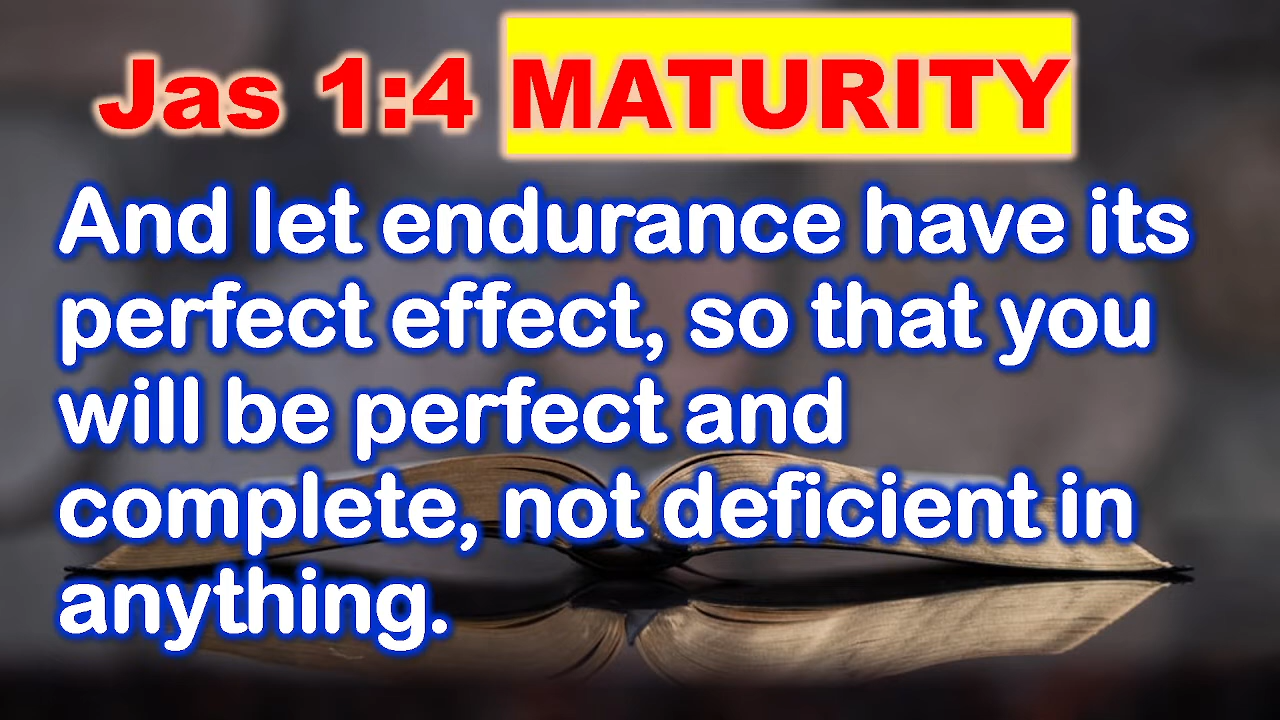 Jas 1:4 MATURITY
And let endurance have its
perfect effect, so that you
will be perfect and
complete, not deficient in
anything.